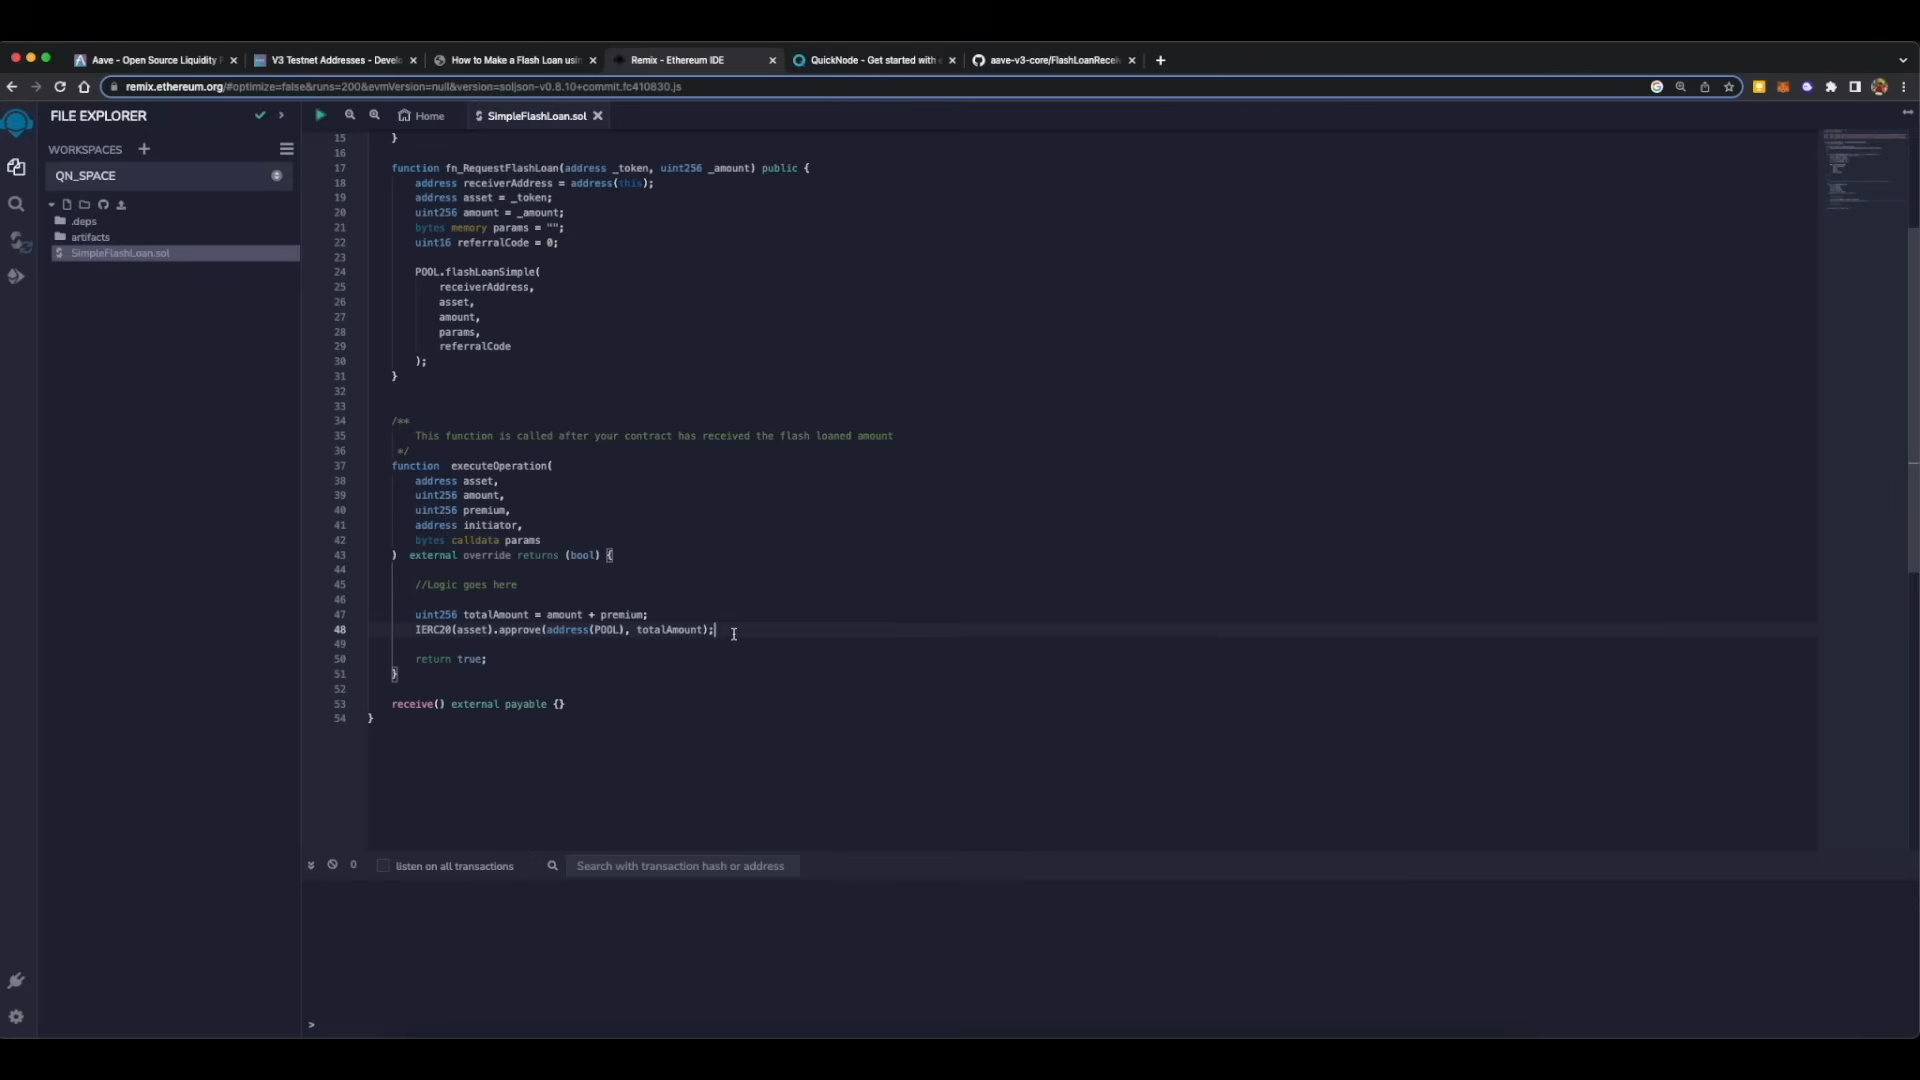 Aave - Open Source Liquidity P
V3 Testnet Addresses - Develo
How to Make a Flash Loan usin
Remix - Ethereum IDE
QuickNode - Get started with e
aave-v3-core/FlashLoanReceiv
remix.ethereum.org/#optimize=false&runs=200&evmVersion=null&version=soljson-v0.8.10+commit.fc410830.js
FILE EXPLORER
Home
SimpleFlashLoan.sol
WORKSPACES
QN_SPACE
.deps
artifacts
SimpleFlashLoan.sol
15 }
16
17 function fn_RequestFlashLoan(address _token, uint256 _amount) public {
18 address receiverAddress = address(this);
19 address asset = _token;
20 uint256 amount = _amount;
21 bytes memory params = "";
22 uint16 referralCode = 0;
23
24 POOL.flashLoanSimple(
25 receiverAddress,
26 asset,
27 amount,
28 params,
29 referralCode
30 );
31 }
32
33
34 /**
35 This function is called after your contract has received the flash loaned amount
36 */
37 function  executeOperation(
38 address asset,
39 uint256 amount,
40 uint256 premium,
41 address initiator,
42 bytes calldata params
43 )  external override returns (bool) {
44
45 //Logic goes here
46
47 uint256 totalAmount = amount + premium;
48 IERC20(asset).approve(address(POOL), totalAmount);
49
50 return true;
51 }
52
53 receive() external payable {}
54 }
0
listen on all transactions
Search with transaction hash or address
>